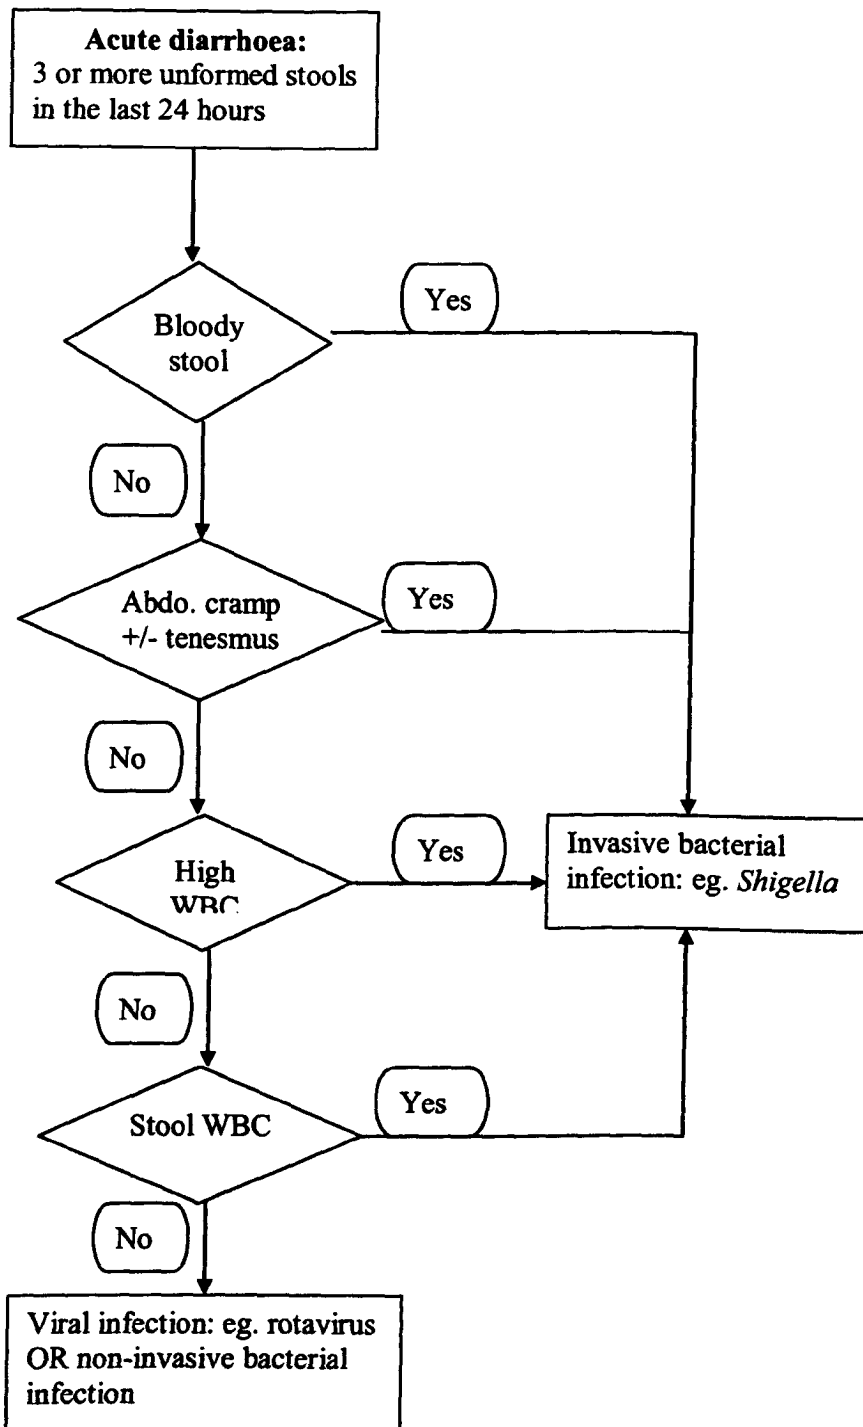 Acute diarrhoea:
3 or more unformed stools
in the last 24 hours
Yes
Bloody
stool
No
Abdo. cramp
+/- tenesmus
Yes
No
High
WBC
Yes
Invasive bacterial
infection: eg. Shigella
No
Stool WBC
Yes
No
Viral infection: eg. rotavirus
OR non-invasive bacterial
infection